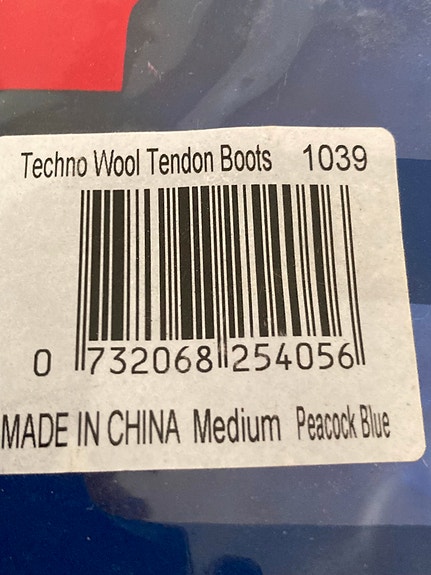 Techno Wool Tendon Boots 1039
0 732068 254056
MADE IN CHINA Medium Peacock Blue